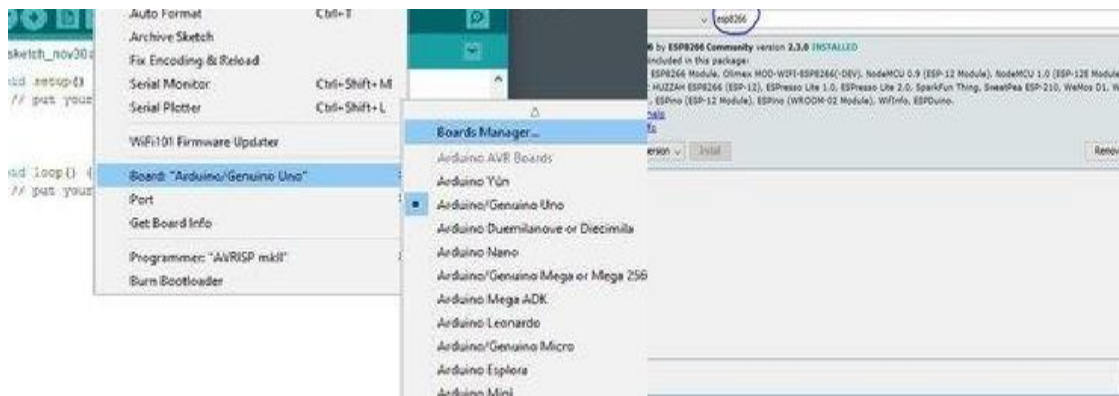 Auto Format Ctrl+T
Archive Sketch
Fix Encoding & Reload
Serial Monitor Ctrl+Shift+M
Serial Plotter Ctrl+Shift+L
WiFi101 Firmware Updater
Board: "Arduino/Genuino Uno"
Port
Get Board Info
Programmer: "AVRISP mkII"
Burn Bootloader
sketch_nov30a
void setup() {
// put your
void loop() {
// put your
Boards Manager...
Arduino AVR Boards
Arduino Yún
Arduino/Genuino Uno
Arduino Duemilanove or Diecimila
Arduino Nano
Arduino/Genuino Mega or Mega 256
Arduino Mega ADK
Arduino Leonardo
Arduino/Genuino Micro
Arduino Esplora
Arduino Mini
esp8266
by ESP8266 Community version 2.3.0 INSTALLED
included in this package:
ESP8266 Module, Olimex MOD-WIFI-ESP8266(-DEV), NodeMCU 0.9 (ESP-12 Module), NodeMCU 1.0 (ESP-12E Module
HUZZAH ESP8266 (ESP-12), ESPresso Lite 1.0, ESPresso Lite 2.0, SparkFun Thing, SweetPea ESP-210, WeMos D1, W
ESPino (ESP-12 Module), ESPino (WROOM-02 Module), WifInfo, ESPDuino.
Install
Remov